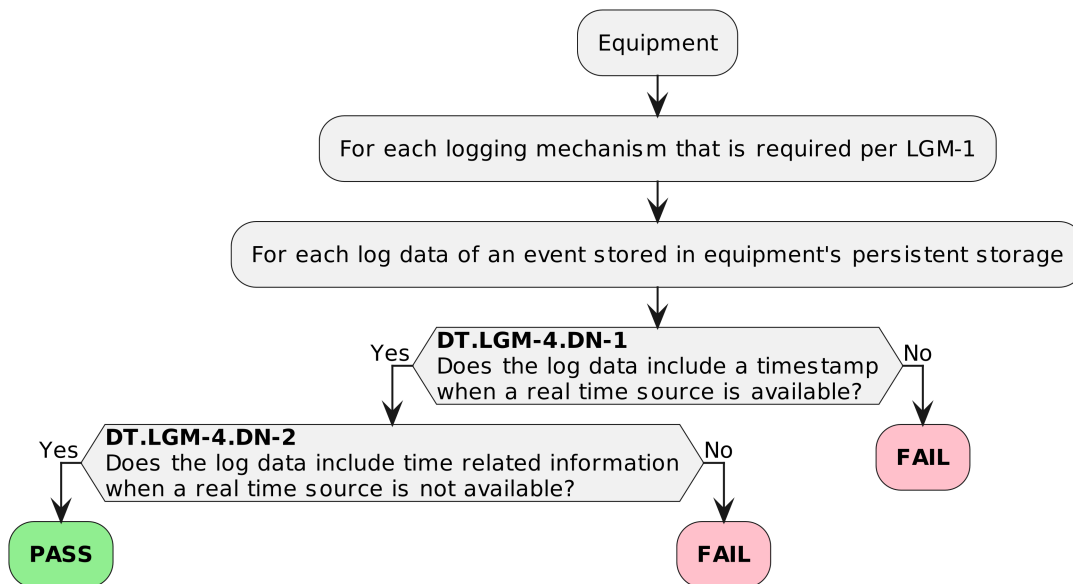 Equipment
For each logging mechanism that is required per LGM-1
For each log data of an event stored in equipment's persistent storage
DT.LGM-4.DN-1
Does the log data include a timestamp
when a real time source is available?
Yes
No
DT.LGM-4.DN-2
Does the log data include time related information
when a real time source is not available?
Yes
No
FAIL
PASS
FAIL